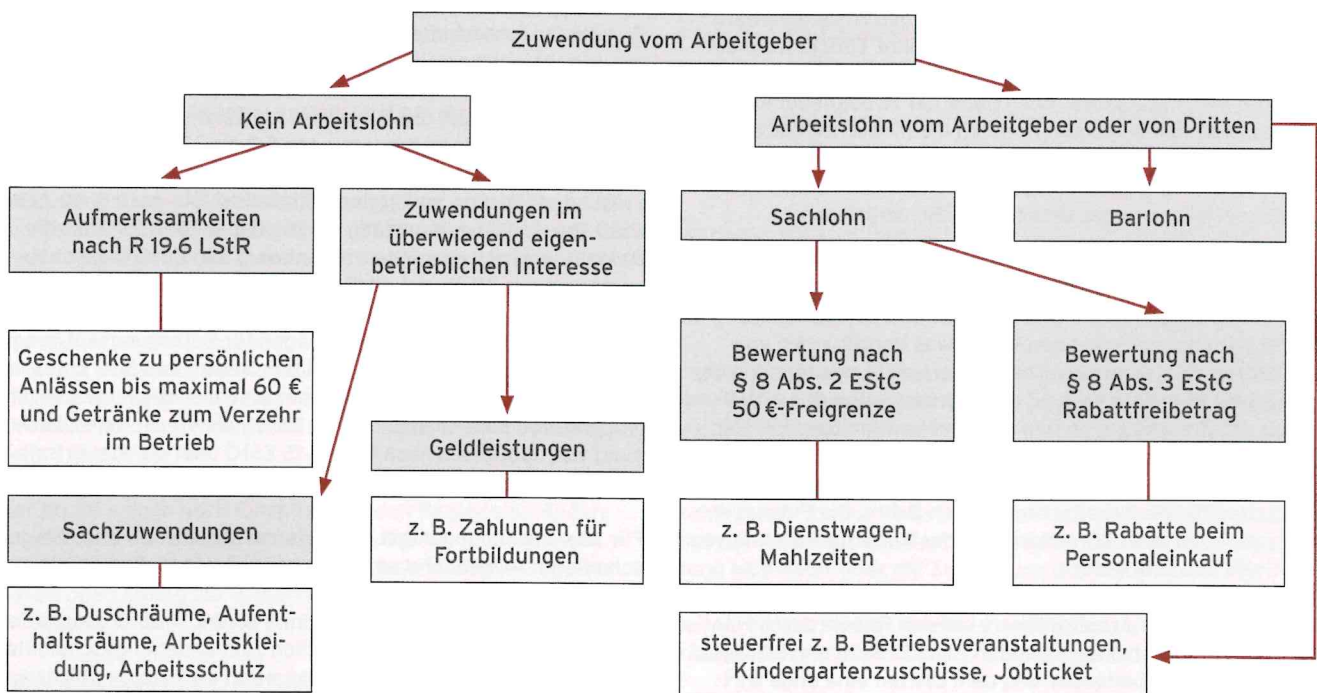 Zuwendung vom Arbeitgeber
Kein Arbeitslohn
Arbeitslohn vom Arbeitgeber oder von Dritten
Aufmerksamkeiten
nach R 19.6 LStR
Zuwendungen im
überwiegend eigen-
betrieblichen Interesse
Sachlohn
Barlohn
Geschenke zu persönlichen
Anlässen bis maximal 60 €
und Getränke zum Verzehr
im Betrieb
Bewertung nach
§ 8 Abs. 2 EStG
50 €-Freigrenze
Bewertung nach
§ 8 Abs. 3 EStG
Rabattfreibetrag
Geldleistungen
Sachzuwendungen
z. B. Zahlungen für
Fortbildungen
z. B. Dienstwagen,
Mahlzeiten
z. B. Rabatte beim
Personaleinkauf
z. B. Duschräume, Aufent-
haltsräume, Arbeitsklei-
dung, Arbeitsschutz
steuerfrei z. B. Betriebsveranstaltungen,
Kindergartenzuschüsse, Jobticket